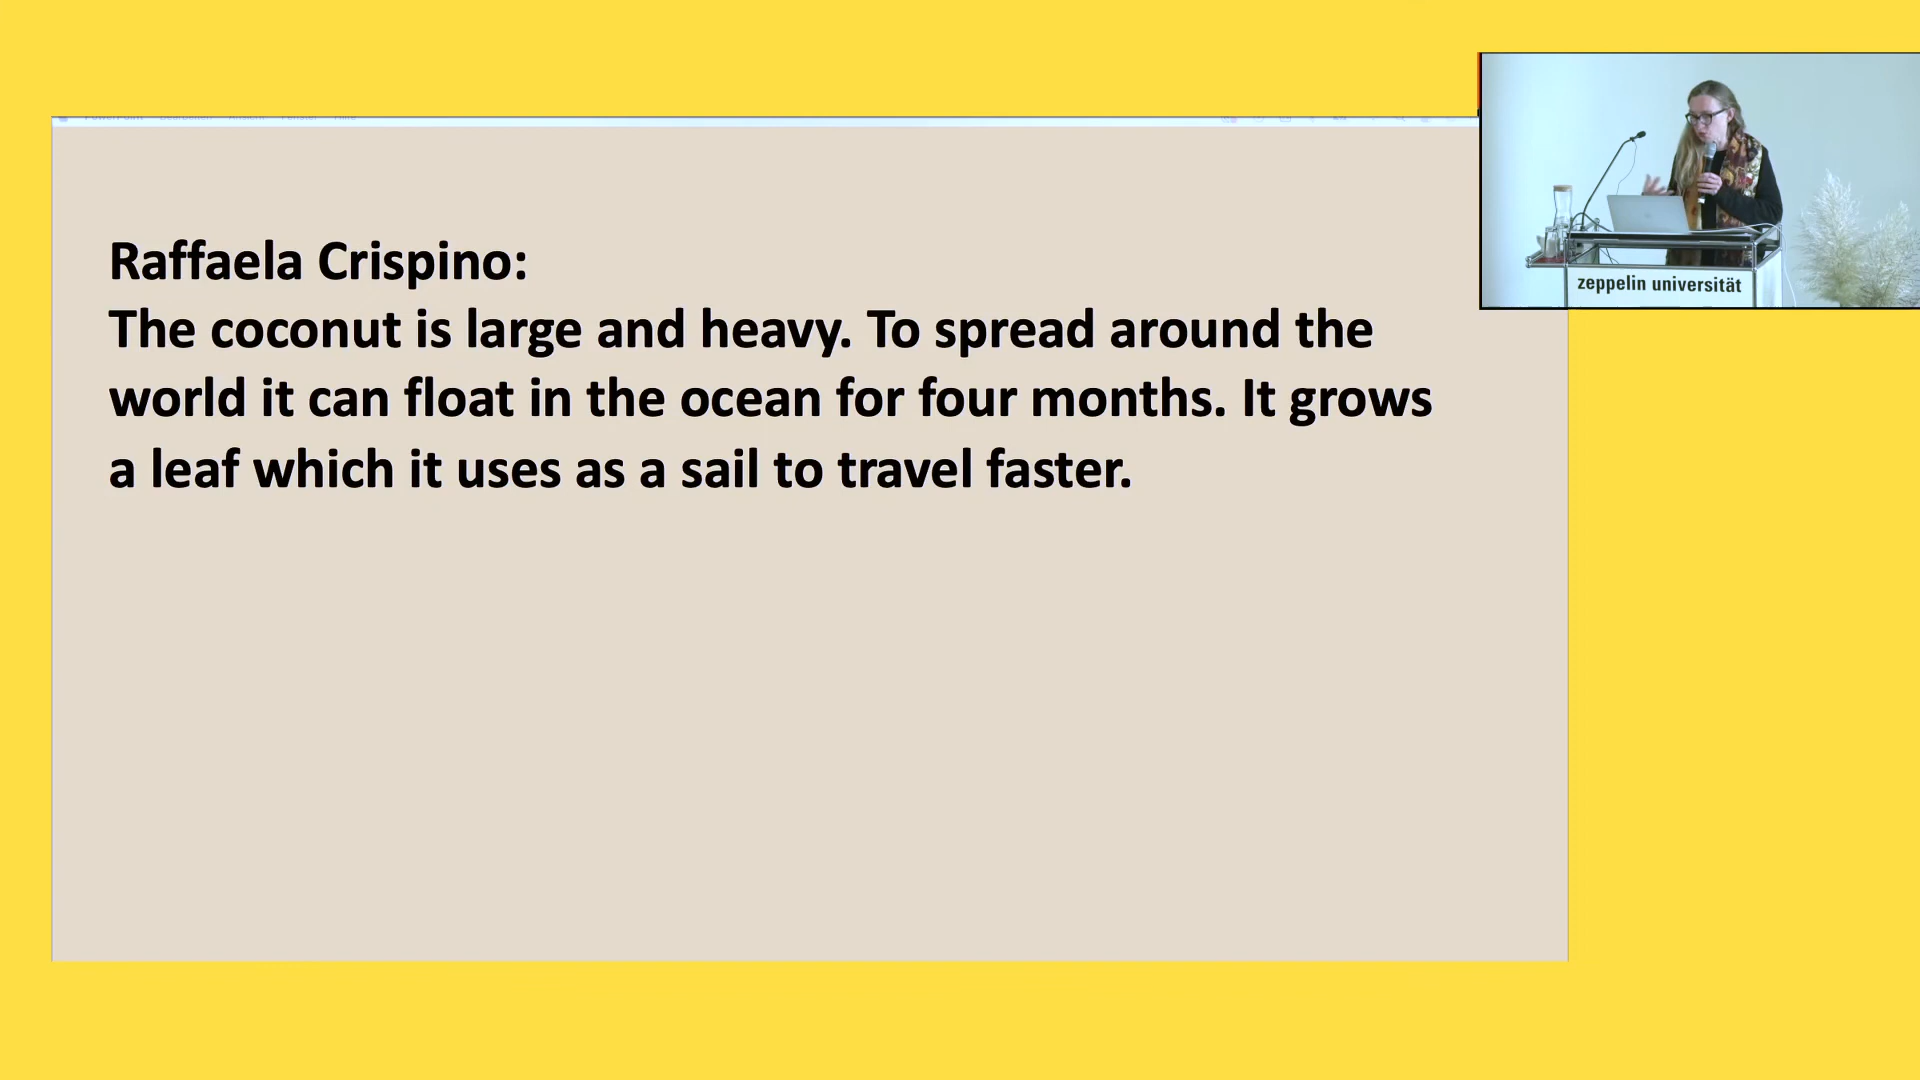 Raffaela Crispino:
The coconut is large and heavy. To spread around the
world it can float in the ocean for four months. It grows
a leaf which it uses as a sail to travel faster.
zeppelin universität